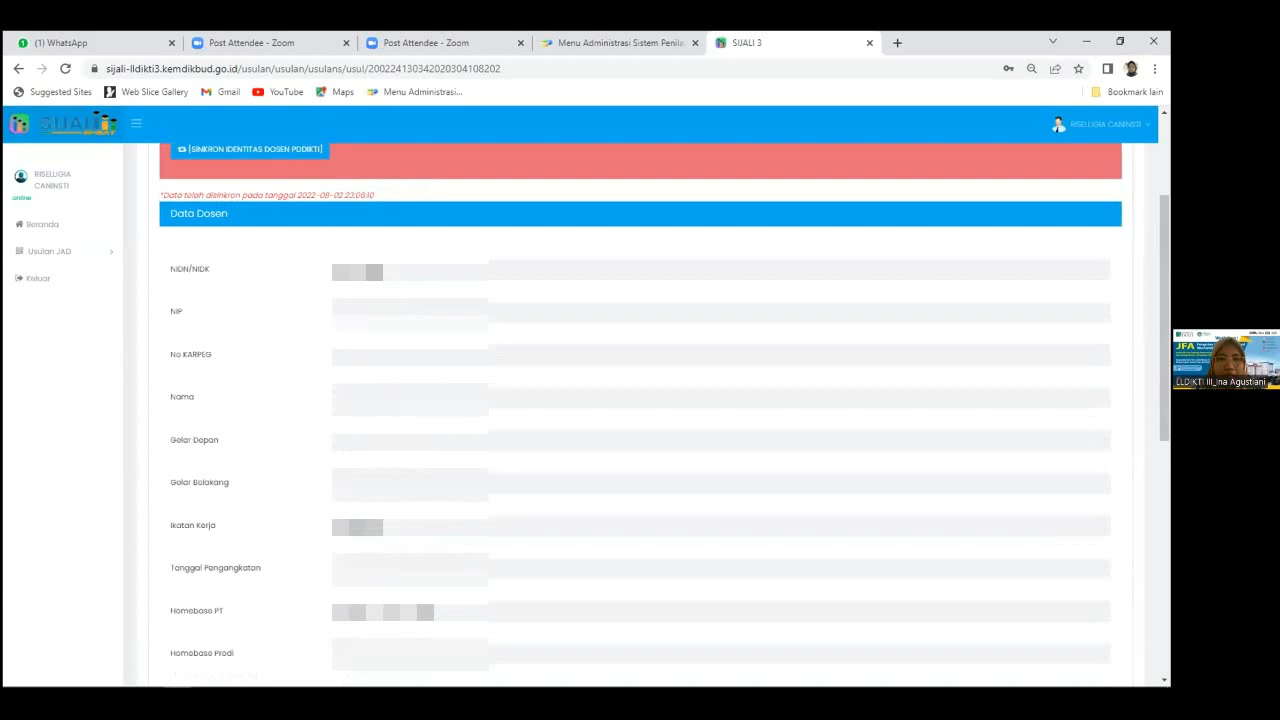 (1) WhatsApp
Post Attendee - Zoom
Post Attendee - Zoom
Menu Administrasi Sistem Penila
SIJALI 3
sijali-lldikti3.kemdikbud.go.id/usulan/usulan/usulans/usul/20022413034202030410820​2
Suggested Sites
Web Slice Gallery
Gmail
YouTube
Maps
Menu Administrasi...
Bookmark lain
SIJALI
RISELLIGIA CANINSTI
[SINKRON IDENTITAS DOSEN PDDIKTI]
RISELLIGIA
CANINSTI
online
Beranda
Usulan JAD
Keluar
*Data telah disinkron pada tanggal 2022-08-02 23:06:10
Data Dosen
NIDN/NIDK
NIP
No KARPEG
Nama
Gelar Depan
Gelar Belakang
Ikatan Kerja
Tanggal Pengangkatan
Homebase PT
Homebase Prodi
JFA
LLDIKTI III_Ina Agustiani